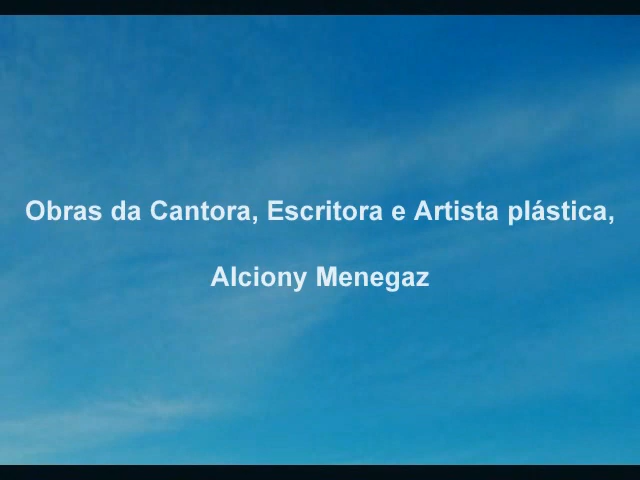 Obras da Cantora, Escritora e Artista plástica,
Alciony Menegaz